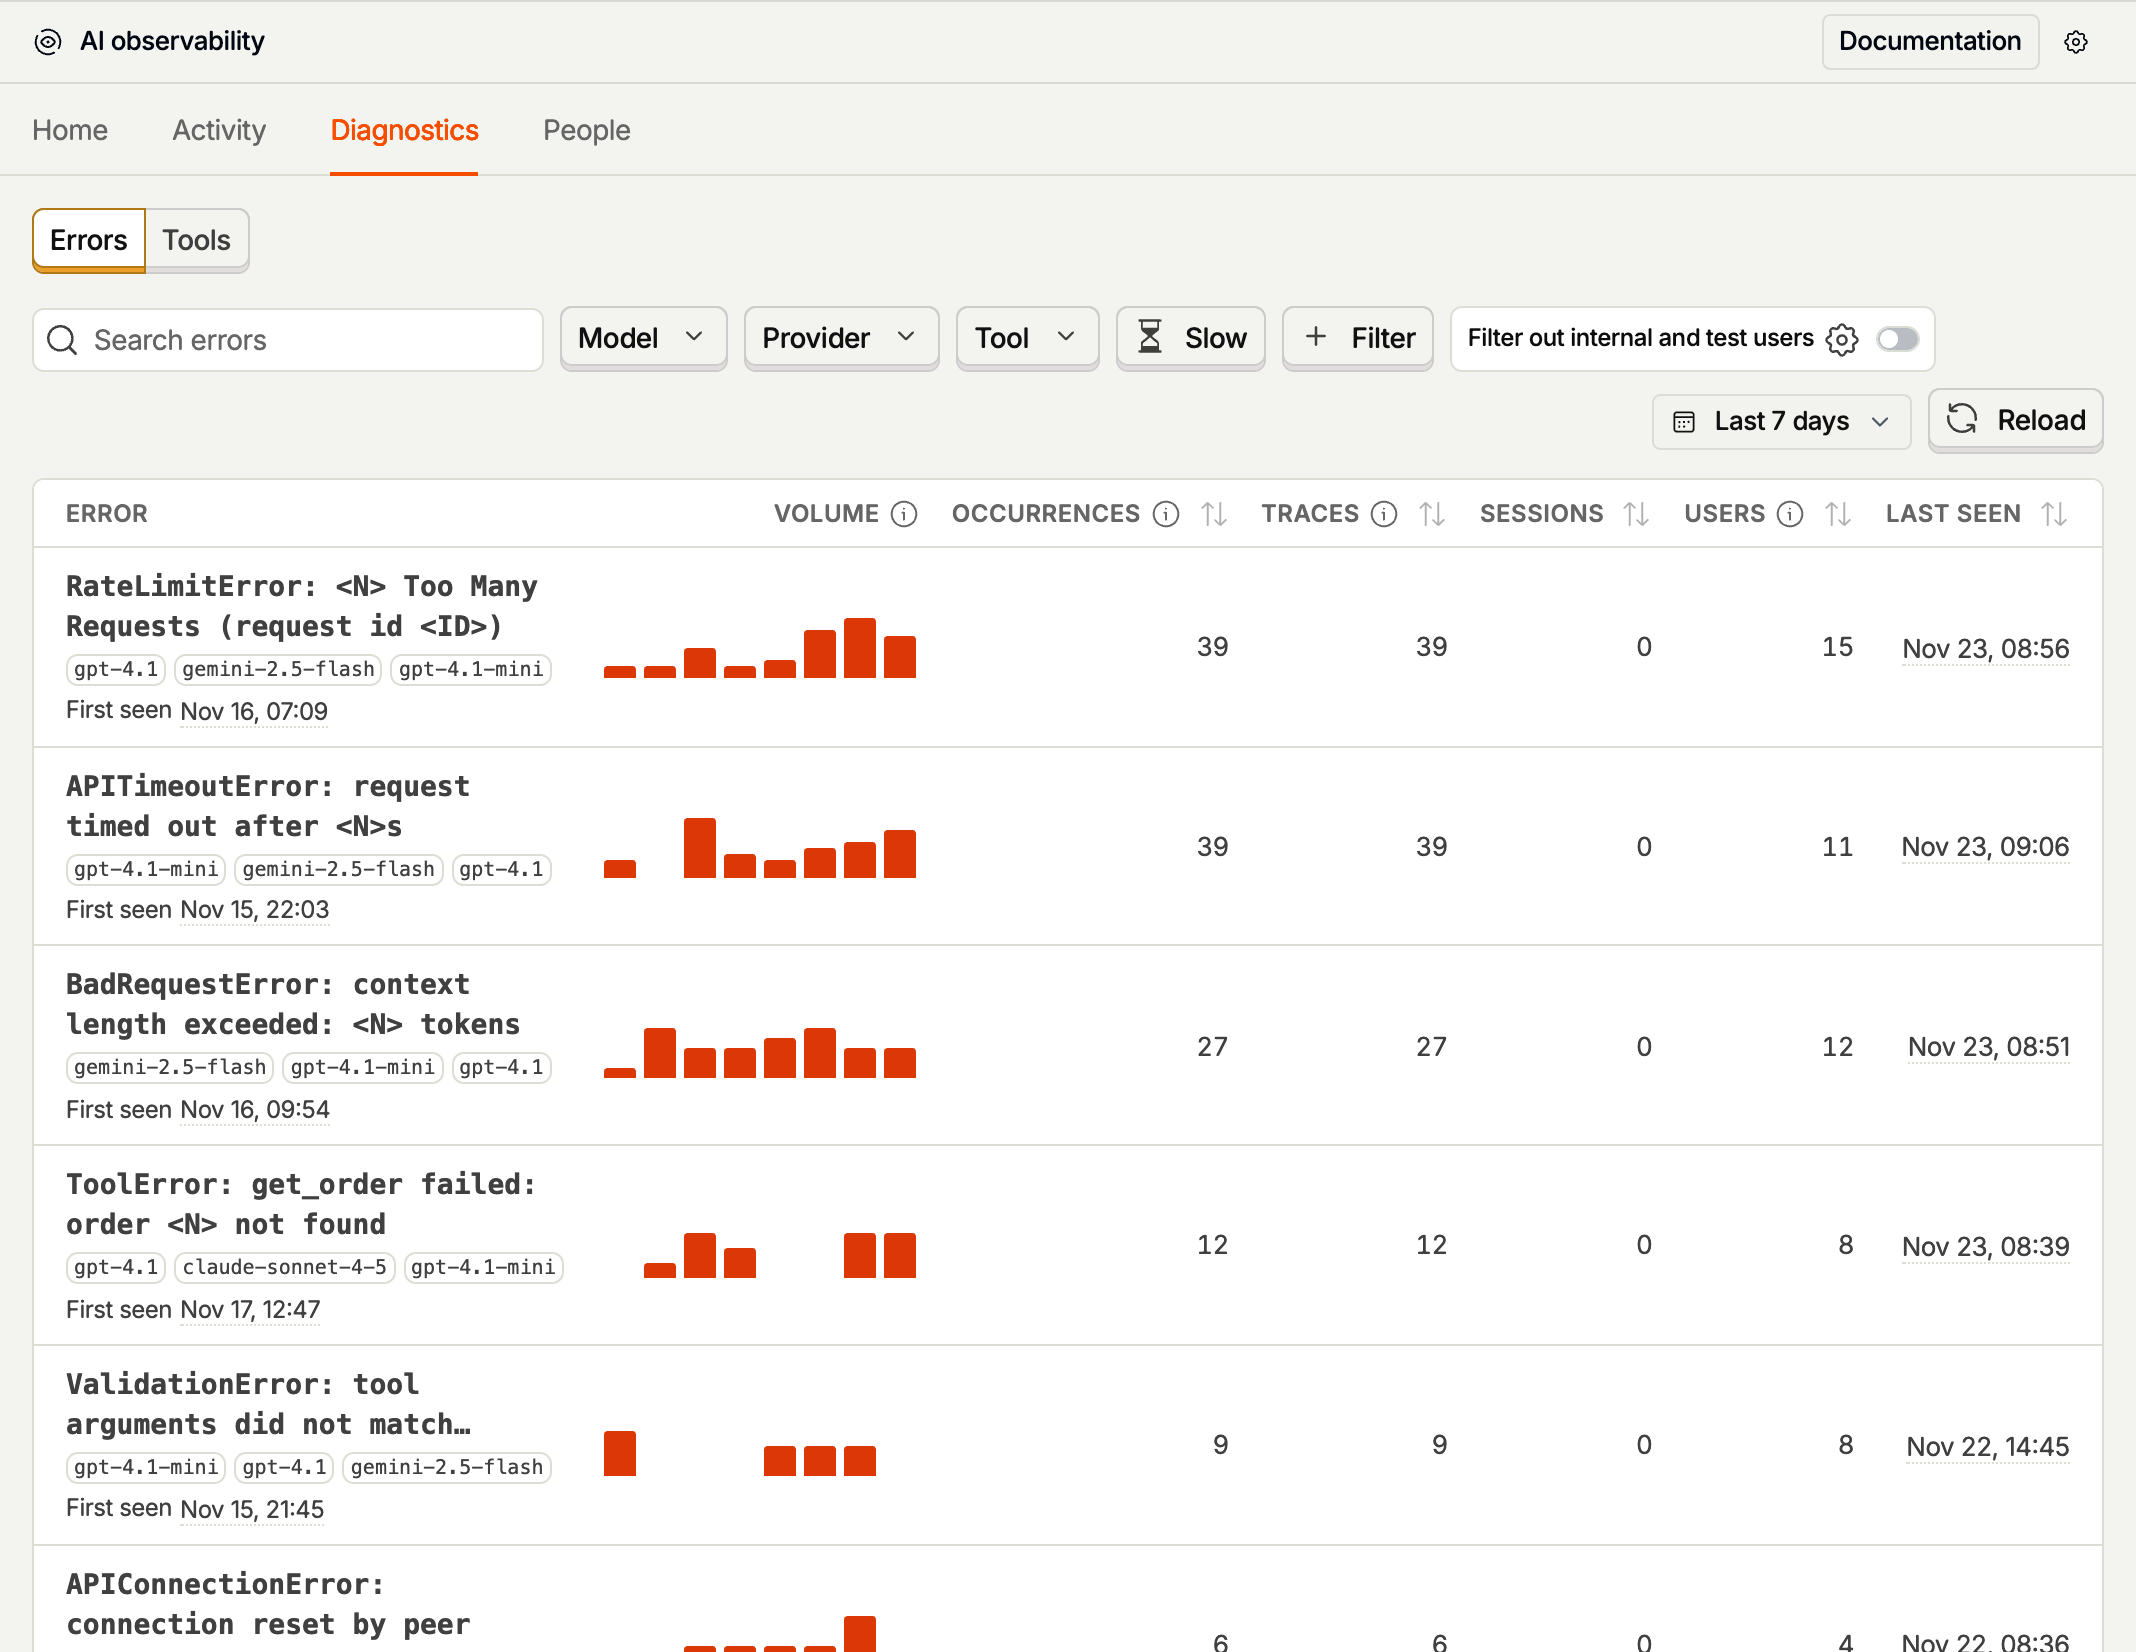 AI observability
Documentation
Home Activity Diagnostics People
Errors Tools
Search errors Model Provider Tool Slow + Filter Filter out internal and test users
Last 7 days Reload
ERROR VOLUME OCCURRENCES TRACES SESSIONS USERS LAST SEEN
RateLimitError: <N> Too Many
Requests (request id <ID>)
gpt-4.1 gemini-2.5-flash gpt-4.1-mini
First seen Nov 16, 07:09
39 39 0 15 Nov 23, 08:56
APITimeoutError: request
timed out after <N>s
gpt-4.1-mini gemini-2.5-flash gpt-4.1
First seen Nov 15, 22:03
39 39 0 11 Nov 23, 09:06
BadRequestError: context
length exceeded: <N> tokens
gemini-2.5-flash gpt-4.1-mini gpt-4.1
First seen Nov 16, 09:54
27 27 0 12 Nov 23, 08:51
ToolError: get_order failed:
order <N> not found
gpt-4.1 claude-sonnet-4-5 gpt-4.1-mini
First seen Nov 17, 12:47
12 12 0 8 Nov 23, 08:39
ValidationError: tool
arguments did not match…
gpt-4.1-mini gpt-4.1 gemini-2.5-flash
First seen Nov 15, 21:45
9 9 0 8 Nov 22, 14:45
APIConnectionError:
connection reset by peer
6 6 0 4 Nov 22, 08:36